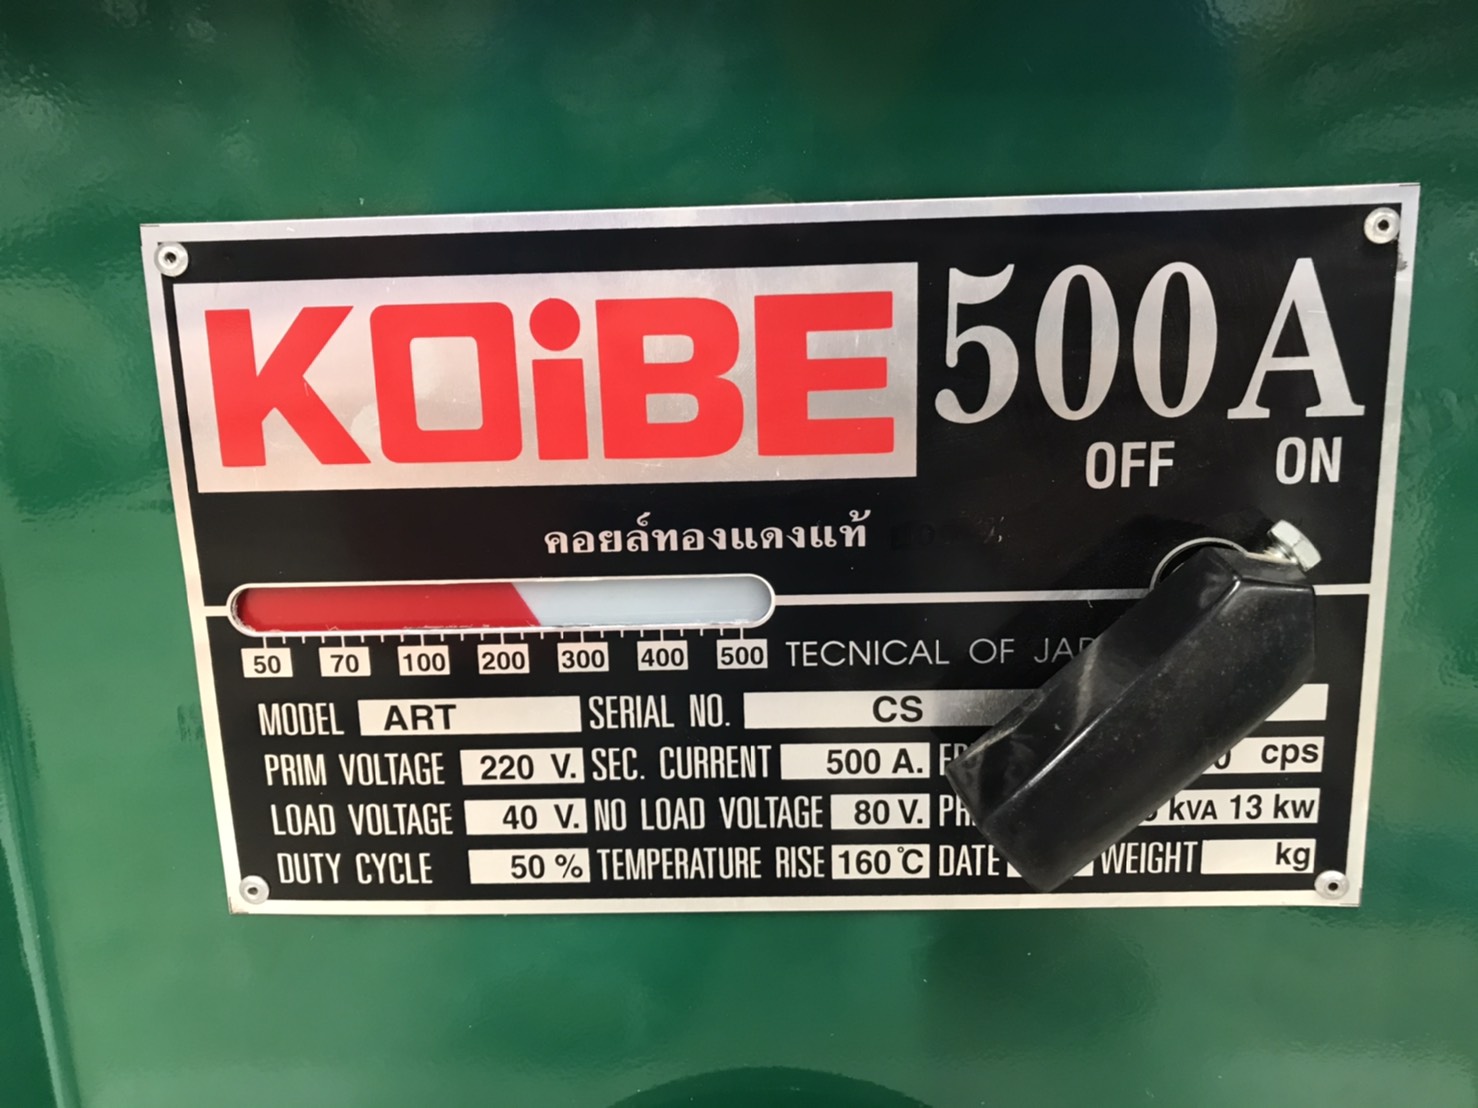 KOiBE 500A
OFF ON
คอยล์ทองแดงแท้
50 70 100 200 300 400 500
TECNICAL OF
MODEL ART SERIAL NO. CS
PRIM VOLTAGE 220 V. SEC. CURRENT 500 A. cps
LOAD VOLTAGE 40 V. NO LOAD VOLTAGE 80 V. kVA 13 kw
DUTY CYCLE 50 % TEMPERATURE RISE 160°C DATE WEIGHT kg